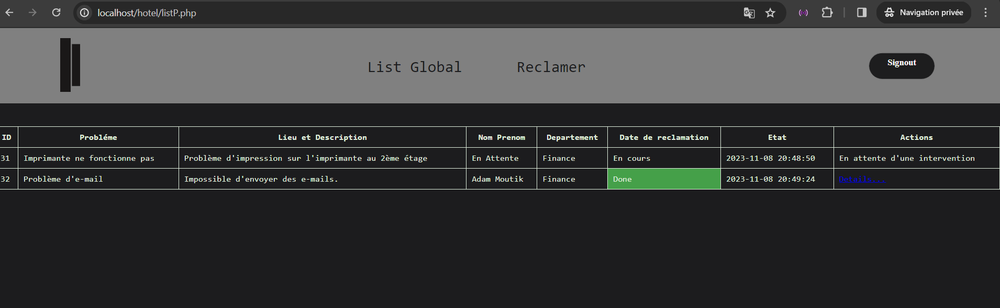 localhost/hotel/listP.php
Navigation privée
List Global Reclamer
Signout
ID Probléme Lieu et Description Nom Prenom Departement Date de reclamation Etat Actions
31 Imprimante ne fonctionne pas Problème d'impression sur l'imprimante au 2ème étage En Attente Finance En cours 2023-11-08 20:48:50 En attente d'une intervention
32 Problème d'e-mail Impossible d'envoyer des e-mails. Adam Moutik Finance Done 2023-11-08 20:49:24 Details...